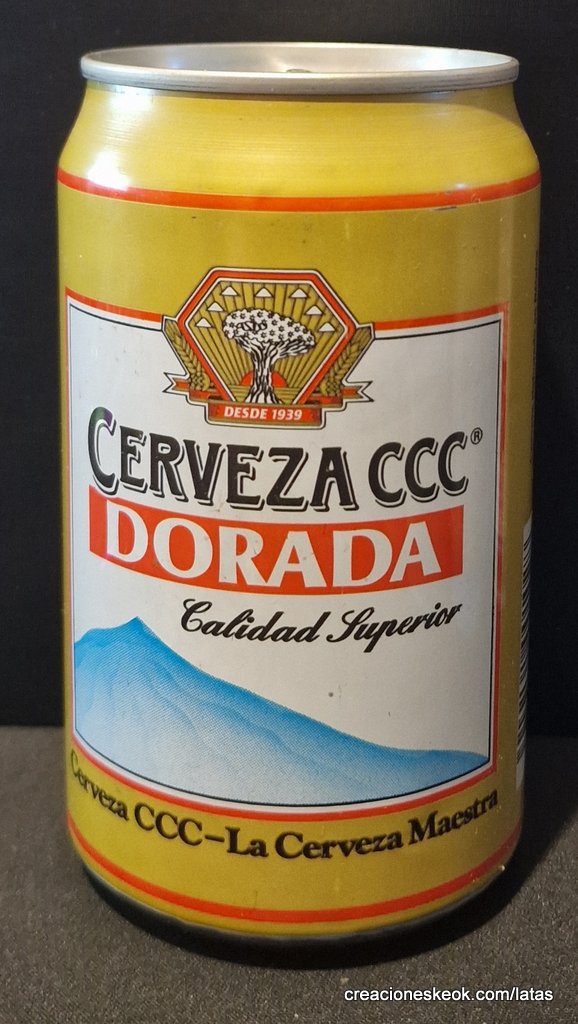 DESDE 1939
CERVEZA CCC®
DORADA
Calidad Superior
Cerveza CCC-La Cerveza Maestra
creacioneskeok.com/latas